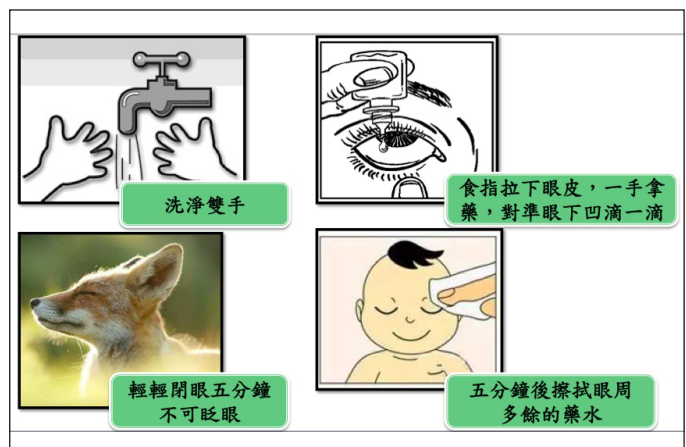 洗淨雙手
食指拉下眼皮，一手拿
藥，對準眼下凹滴一滴
輕輕閉眼五分鐘
不可眨眼
五分鐘後擦拭眼周
多餘的藥水